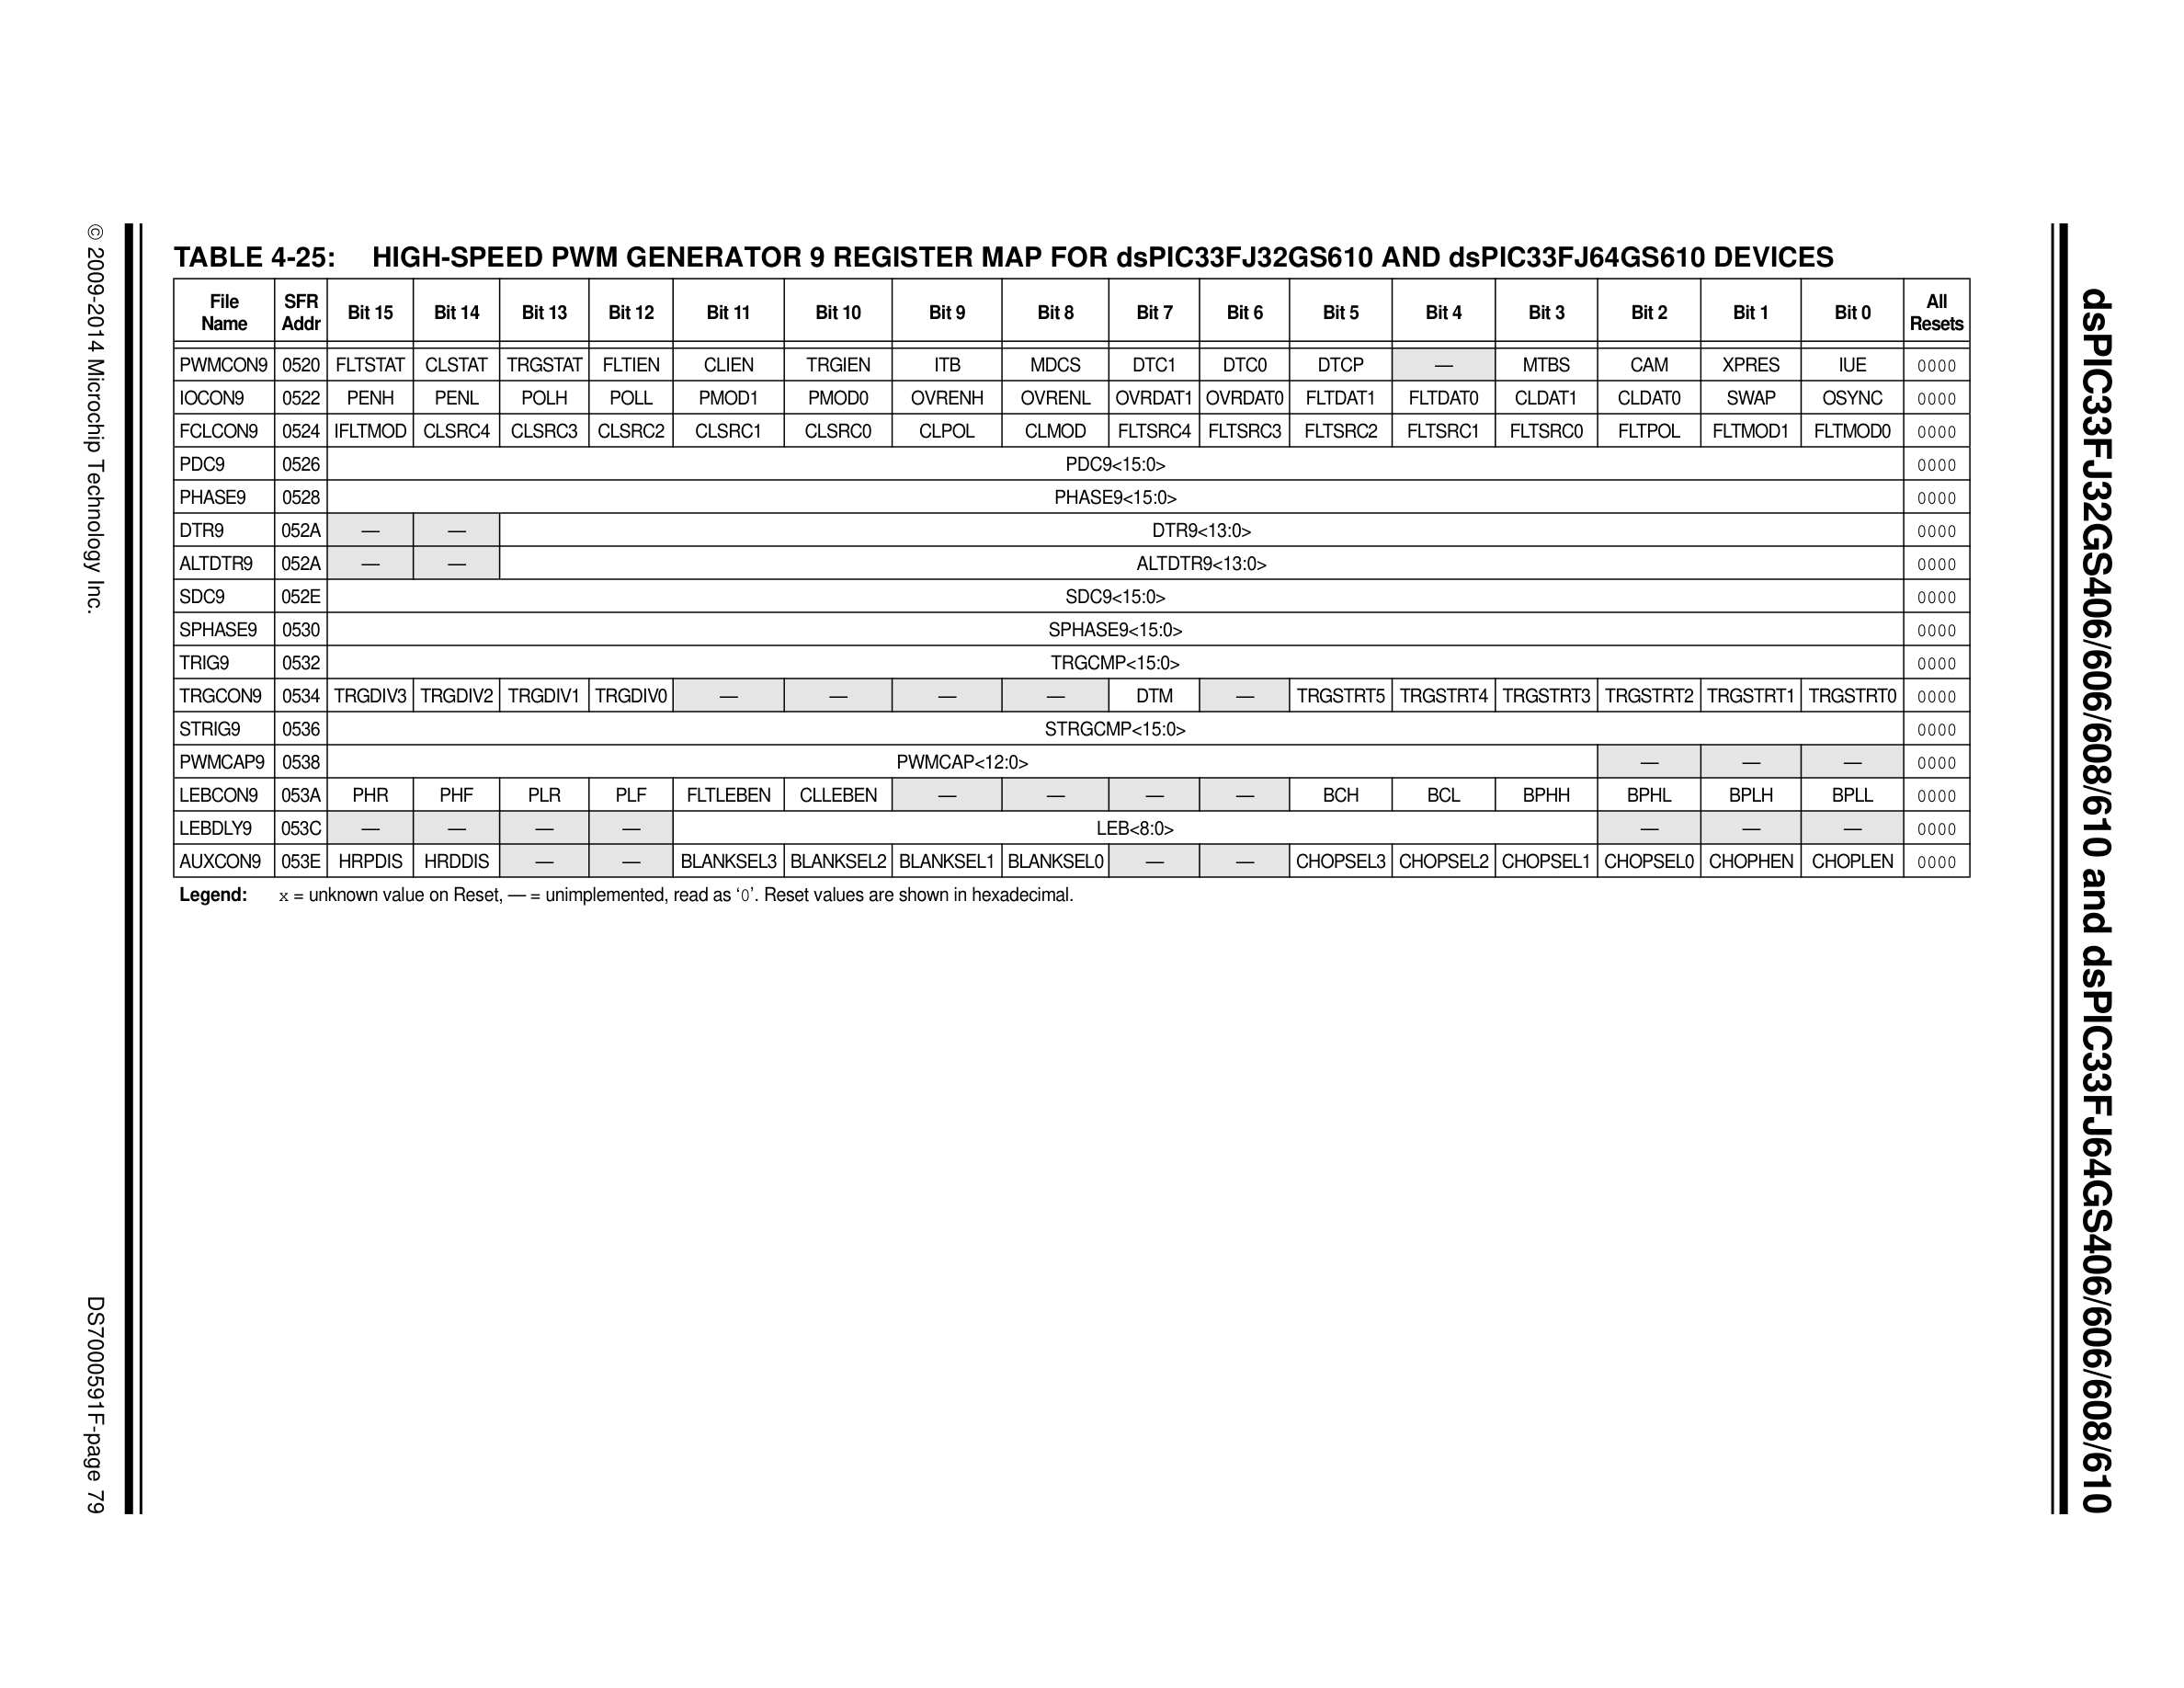 dsPIC33FJ32GS406/606/608/610 and dsPIC33FJ64GS406/606/608/610
TABLE 4-25: HIGH-SPEED PWM GENERATOR 9 REGISTER MAP FOR dsPIC33FJ32GS610 AND dsPIC33FJ64GS610 DEVICES
File Name SFR Addr Bit 15 Bit 14 Bit 13 Bit 12 Bit 11 Bit 10 Bit 9 Bit 8 Bit 7 Bit 6 Bit 5 Bit 4 Bit 3 Bit 2 Bit 1 Bit 0 All Resets
PWMCON9 0520 FLTSTAT CLSTAT TRGSTAT FLTIEN CLIEN TRGIEN ITB MDCS DTC1 DTC0 DTCP — MTBS CAM XPRES IUE 0000
IOCON9 0522 PENH PENL POLH POLL PMOD1 PMOD0 OVRENH OVRENL OVRDAT1 OVRDAT0 FLTDAT1 FLTDAT0 CLDAT1 CLDAT0 SWAP OSYNC 0000
FCLCON9 0524 IFLTMOD CLSRC4 CLSRC3 CLSRC2 CLSRC1 CLSRC0 CLPOL CLMOD FLTSRC4 FLTSRC3 FLTSRC2 FLTSRC1 FLTSRC0 FLTPOL FLTMOD1 FLTMOD0 0000
PDC9 0526 PDC9<15:0> 0000
PHASE9 0528 PHASE9<15:0> 0000
DTR9 052A — — DTR9<13:0> 0000
ALTDTR9 052A — — ALTDTR9<13:0> 0000
SDC9 052E SDC9<15:0> 0000
SPHASE9 0530 SPHASE9<15:0> 0000
TRIG9 0532 TRGCMP<15:0> 0000
TRGCON9 0534 TRGDIV3 TRGDIV2 TRGDIV1 TRGDIV0 — — — — DTM — TRGSTRT5 TRGSTRT4 TRGSTRT3 TRGSTRT2 TRGSTRT1 TRGSTRT0 0000
STRIG9 0536 STRGCMP<15:0> 0000
PWMCAP9 0538 PWMCAP<12:0> — — — 0000
LEBCON9 053A PHR PHF PLR PLF FLTLEBEN CLLEBEN — — — — BCH BCL BPHH BPHL BPLH BPLL 0000
LEBDLY9 053C — — — — LEB<8:0> — — — 0000
AUXCON9 053E HRPDIS HRDDIS — — BLANKSEL3 BLANKSEL2 BLANKSEL1 BLANKSEL0 — — CHOPSEL3 CHOPSEL2 CHOPSEL1 CHOPSEL0 CHOPHEN CHOPLEN 0000
Legend: x = unknown value on Reset, — = unimplemented, read as ‘0’. Reset values are shown in hexadecimal.
© 2009-2014 Microchip Technology Inc.
DS7000591F-page 79